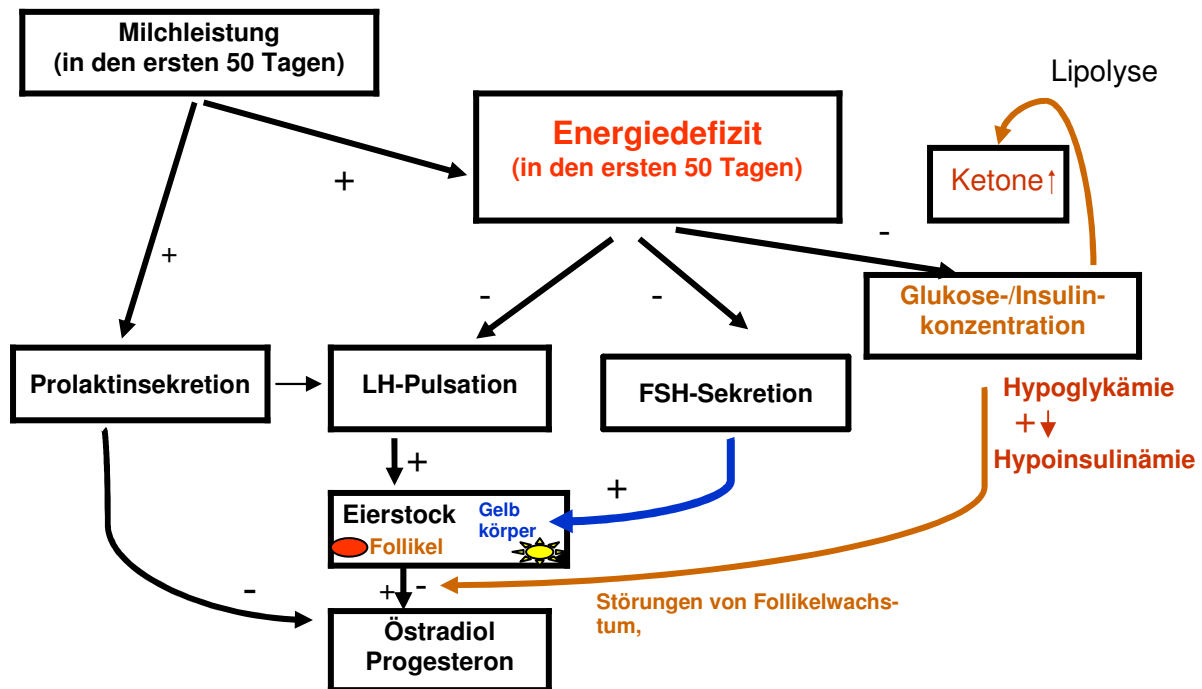 Milchleistung
(in den ersten 50 Tagen)
Lipolyse
Energiedefizit
(in den ersten 50 Tagen)
Ketone↑
+
+
-
-
-
Glukose-/Insulin-
konzentration
Prolaktinsekretion
LH-Pulsation
FSH-Sekretion
Hypoglykämie
+
Hypoinsulinämie
+
+
Eierstock
Gelb
körper
Follikel
-
+
-
Störungen von Follikelwachs-
tum,
Östradiol
Progesteron